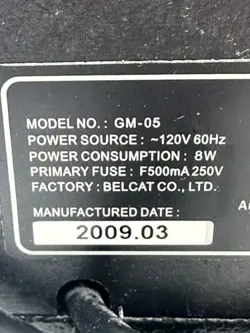 MODEL NO. : GM-05
POWER SOURCE : ~120V 60Hz
POWER CONSUMPTION : 8W
PRIMARY FUSE : F500mA 250V
FACTORY : BELCAT CO., LTD.
MANUFACTURED DATE :
2009.03